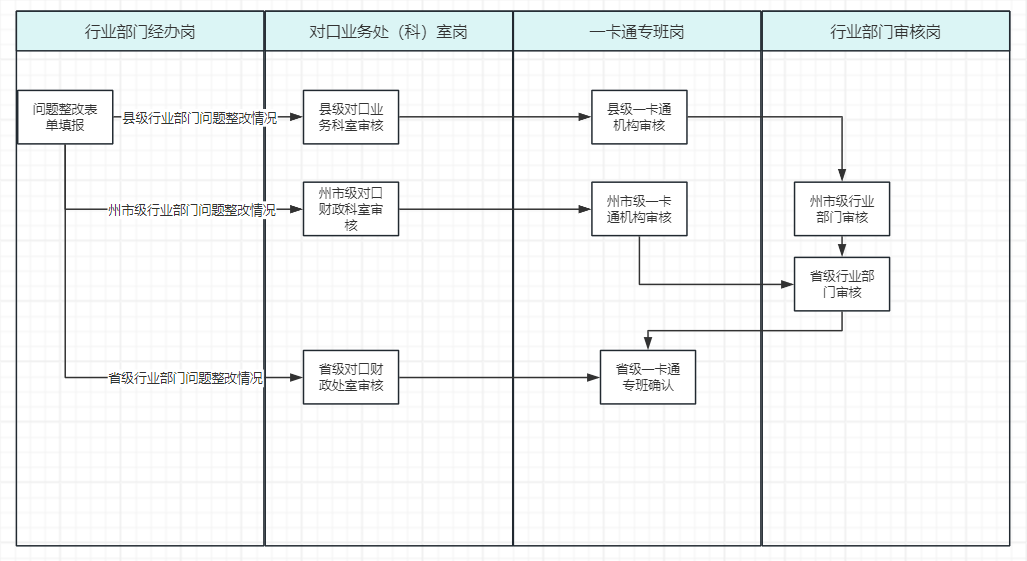 行业部门经办岗
对口业务处（科）室岗
一卡通专班岗
行业部门审核岗
问题整改表
单填报
县级行业部门问题整改情况
县级对口业
务科室审核
县级一卡通
机构审核
州市级行业部门问题整改情况
州市级对口
财政科室审
核
州市级一卡
通机构审核
州市级行业
部门审核
省级行业部
门审核
省级行业部门问题整改情况
省级对口财
政处室审核
省级一卡通
专班确认